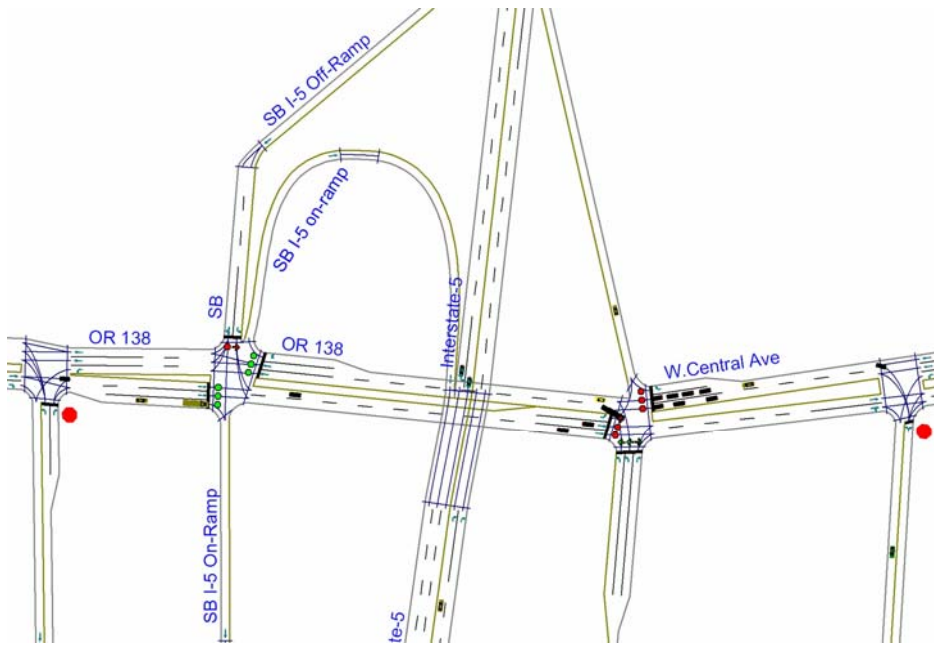 SB I-5 Off-Ramp
SB I-5 on-ramp
SB
Interstate-5
OR 138
OR 138
W.Central Ave
SB I-5 On-Ramp
te-5